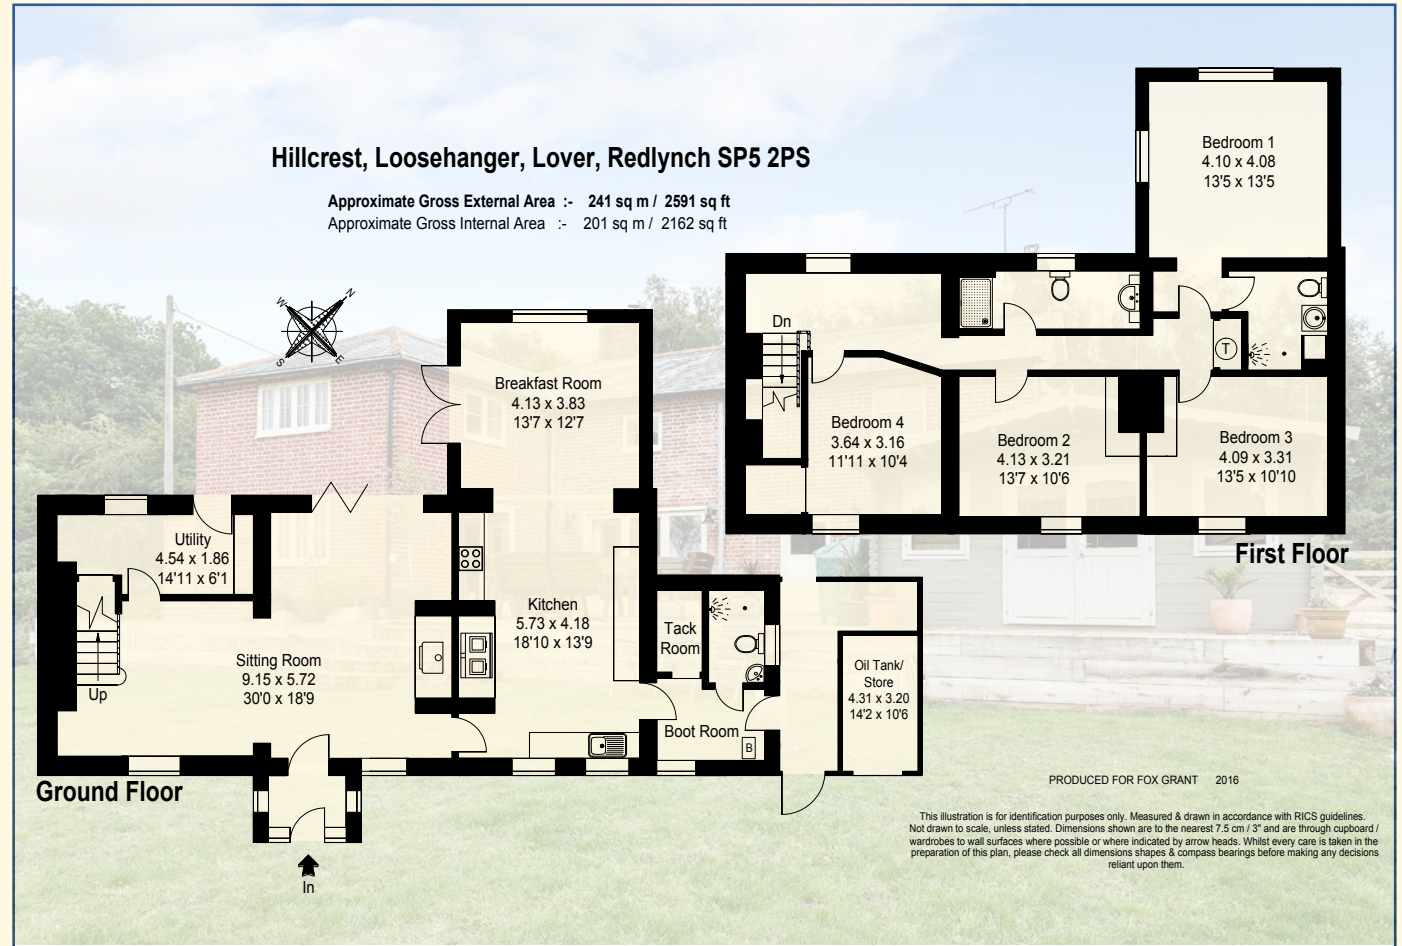 Hillcrest, Loosehanger, Lover, Redlynch SP5 2PS
Approximate Gross External Area :- 241 sq m / 2591 sq ft
Approximate Gross Internal Area :- 201 sq m / 2162 sq ft
W
N
S
E
Bedroom 1
4.10 x 4.08
13'5 x 13'5
Dn
T
Bedroom 4
3.64 x 3.16
11'11 x 10'4
Bedroom 2
4.13 x 3.21
13'7 x 10'6
Bedroom 3
4.09 x 3.31
13'5 x 10'10
First Floor
Breakfast Room
4.13 x 3.83
13'7 x 12'7
Utility
4.54 x 1.86
14'11 x 6'1
Kitchen
5.73 x 4.18
18'10 x 13'9
Tack
Room
Sitting Room
9.15 x 5.72
30'0 x 18'9
Up
Oil Tank/
Store
4.31 x 3.20
14'2 x 10'6
Boot Room
B
Ground Floor
In
PRODUCED FOR FOX GRANT 2016
This illustration is for identification purposes only. Measured & drawn in accordance with RICS guidelines.
Not drawn to scale, unless stated. Dimensions shown are to the nearest 7.5 cm / 3" and are through cupboard /
wardrobes to wall surfaces where possible or where indicated by arrow heads. Whilst every care is taken in the
preparation of this plan, please check all dimensions shapes & compass bearings before making any decisions
reliant upon them.